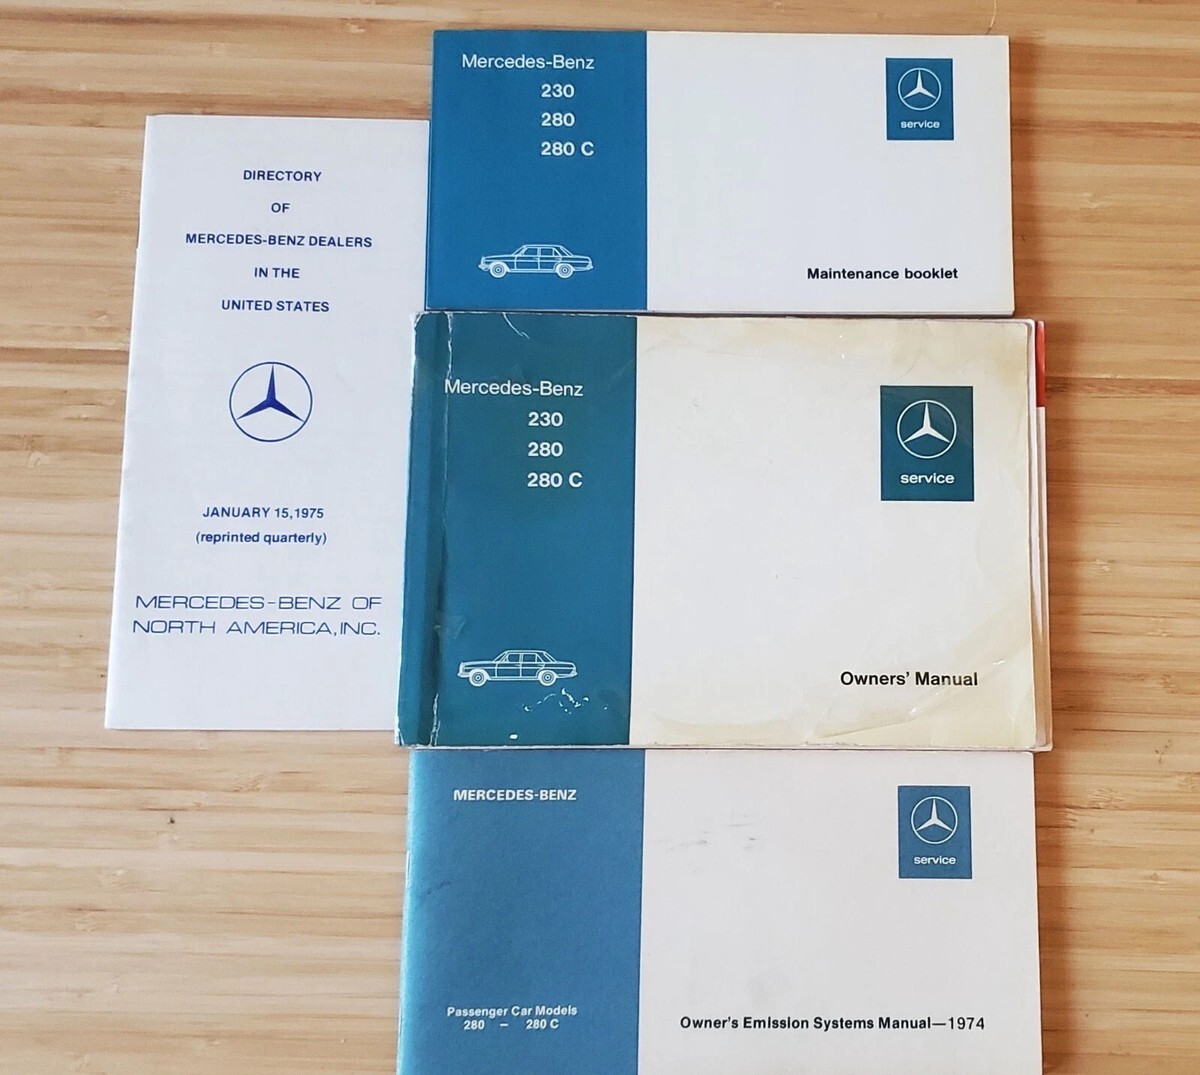 DIRECTORY
OF
MERCEDES-BENZ DEALERS
IN THE
UNITED STATES
JANUARY 15, 1975
(reprinted quarterly)
MERCEDES-BENZ OF
NORTH AMERICA, INC.
Mercedes-Benz
230
280
280 C
service
Maintenance booklet
Mercedes-Benz
230
280
280 C
service
Owners' Manual
MERCEDES-BENZ
service
Passenger Car Models
280 — 280 C
Owner's Emission Systems Manual—1974